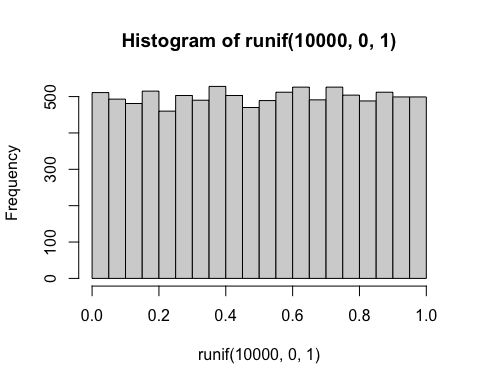 Histogram of runif(10000, 0, 1)
Frequency
500
300
100
0
0.0 0.2 0.4 0.6 0.8 1.0
runif(10000, 0, 1)